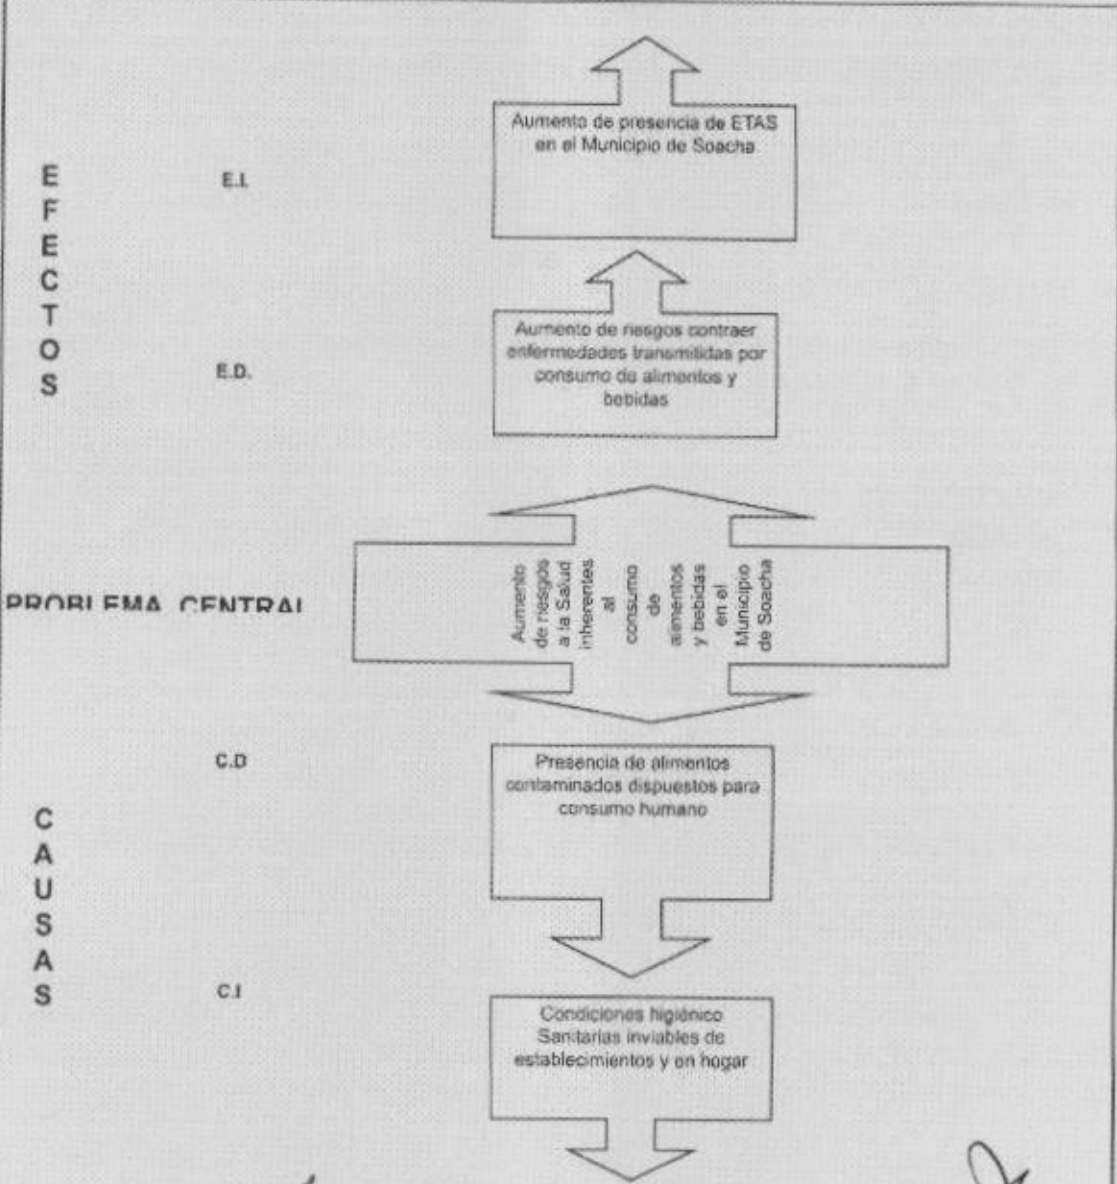 EFECTOS
E.I.
Aumento de presencia de ETAS
en el Municipio de Soacha
E.D.
Aumento de riesgos contraer
enfermedades transmitidas por
consumo de alimentos y
bebidas
PROBLEMA CENTRAL
Aumento
de riesgos
a la Salud
inherentes
al
consumo
de
alimentos
y bebidas
en el
Municipio
de Soacha
CAUSAS
C.D
Presencia de alimentos
contaminados dispuestos para
consumo humano
C.I
Condiciones higiénico
Sanitarias inviables de
establecimientos y en hogar